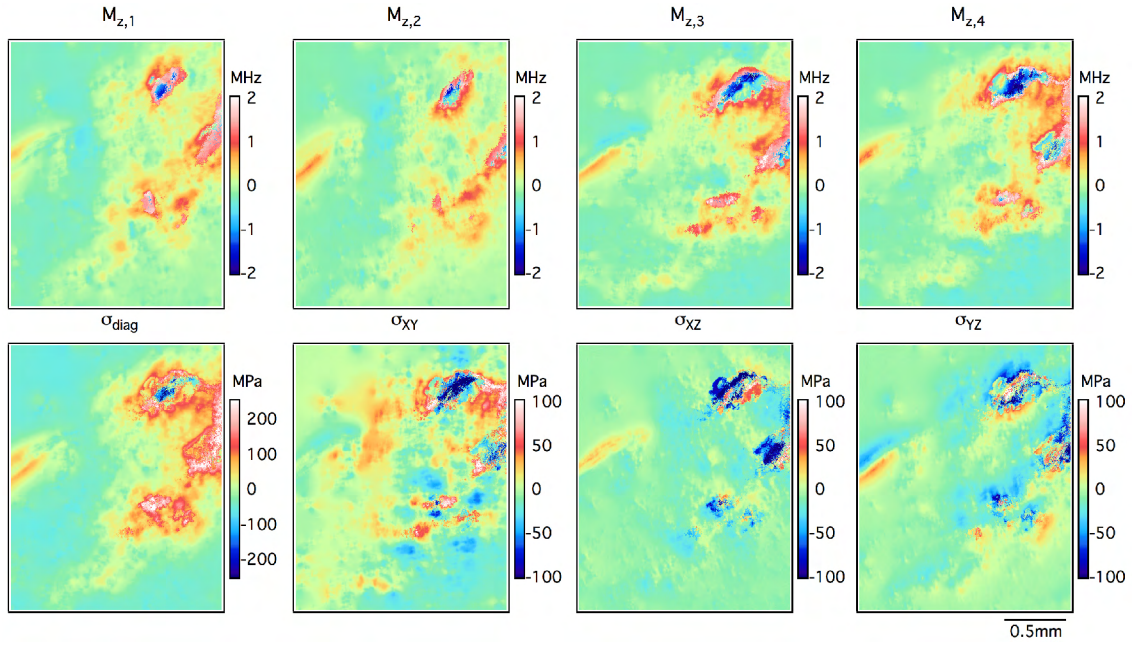 M_z,1 M_z,2 M_z,3 M_z,4
MHz MHz MHz MHz
2 2 2 2
1 1 1 1
0 0 0 0
-1 -1 -1 -1
-2 -2 -2 -2
σ_diag σ_XY σ_XZ σ_YZ
MPa MPa MPa MPa
200 100 100 100
100 50 50 50
0 0 0 0
-100 -50 -50 -50
-200 -100 -100 -100
0.5mm